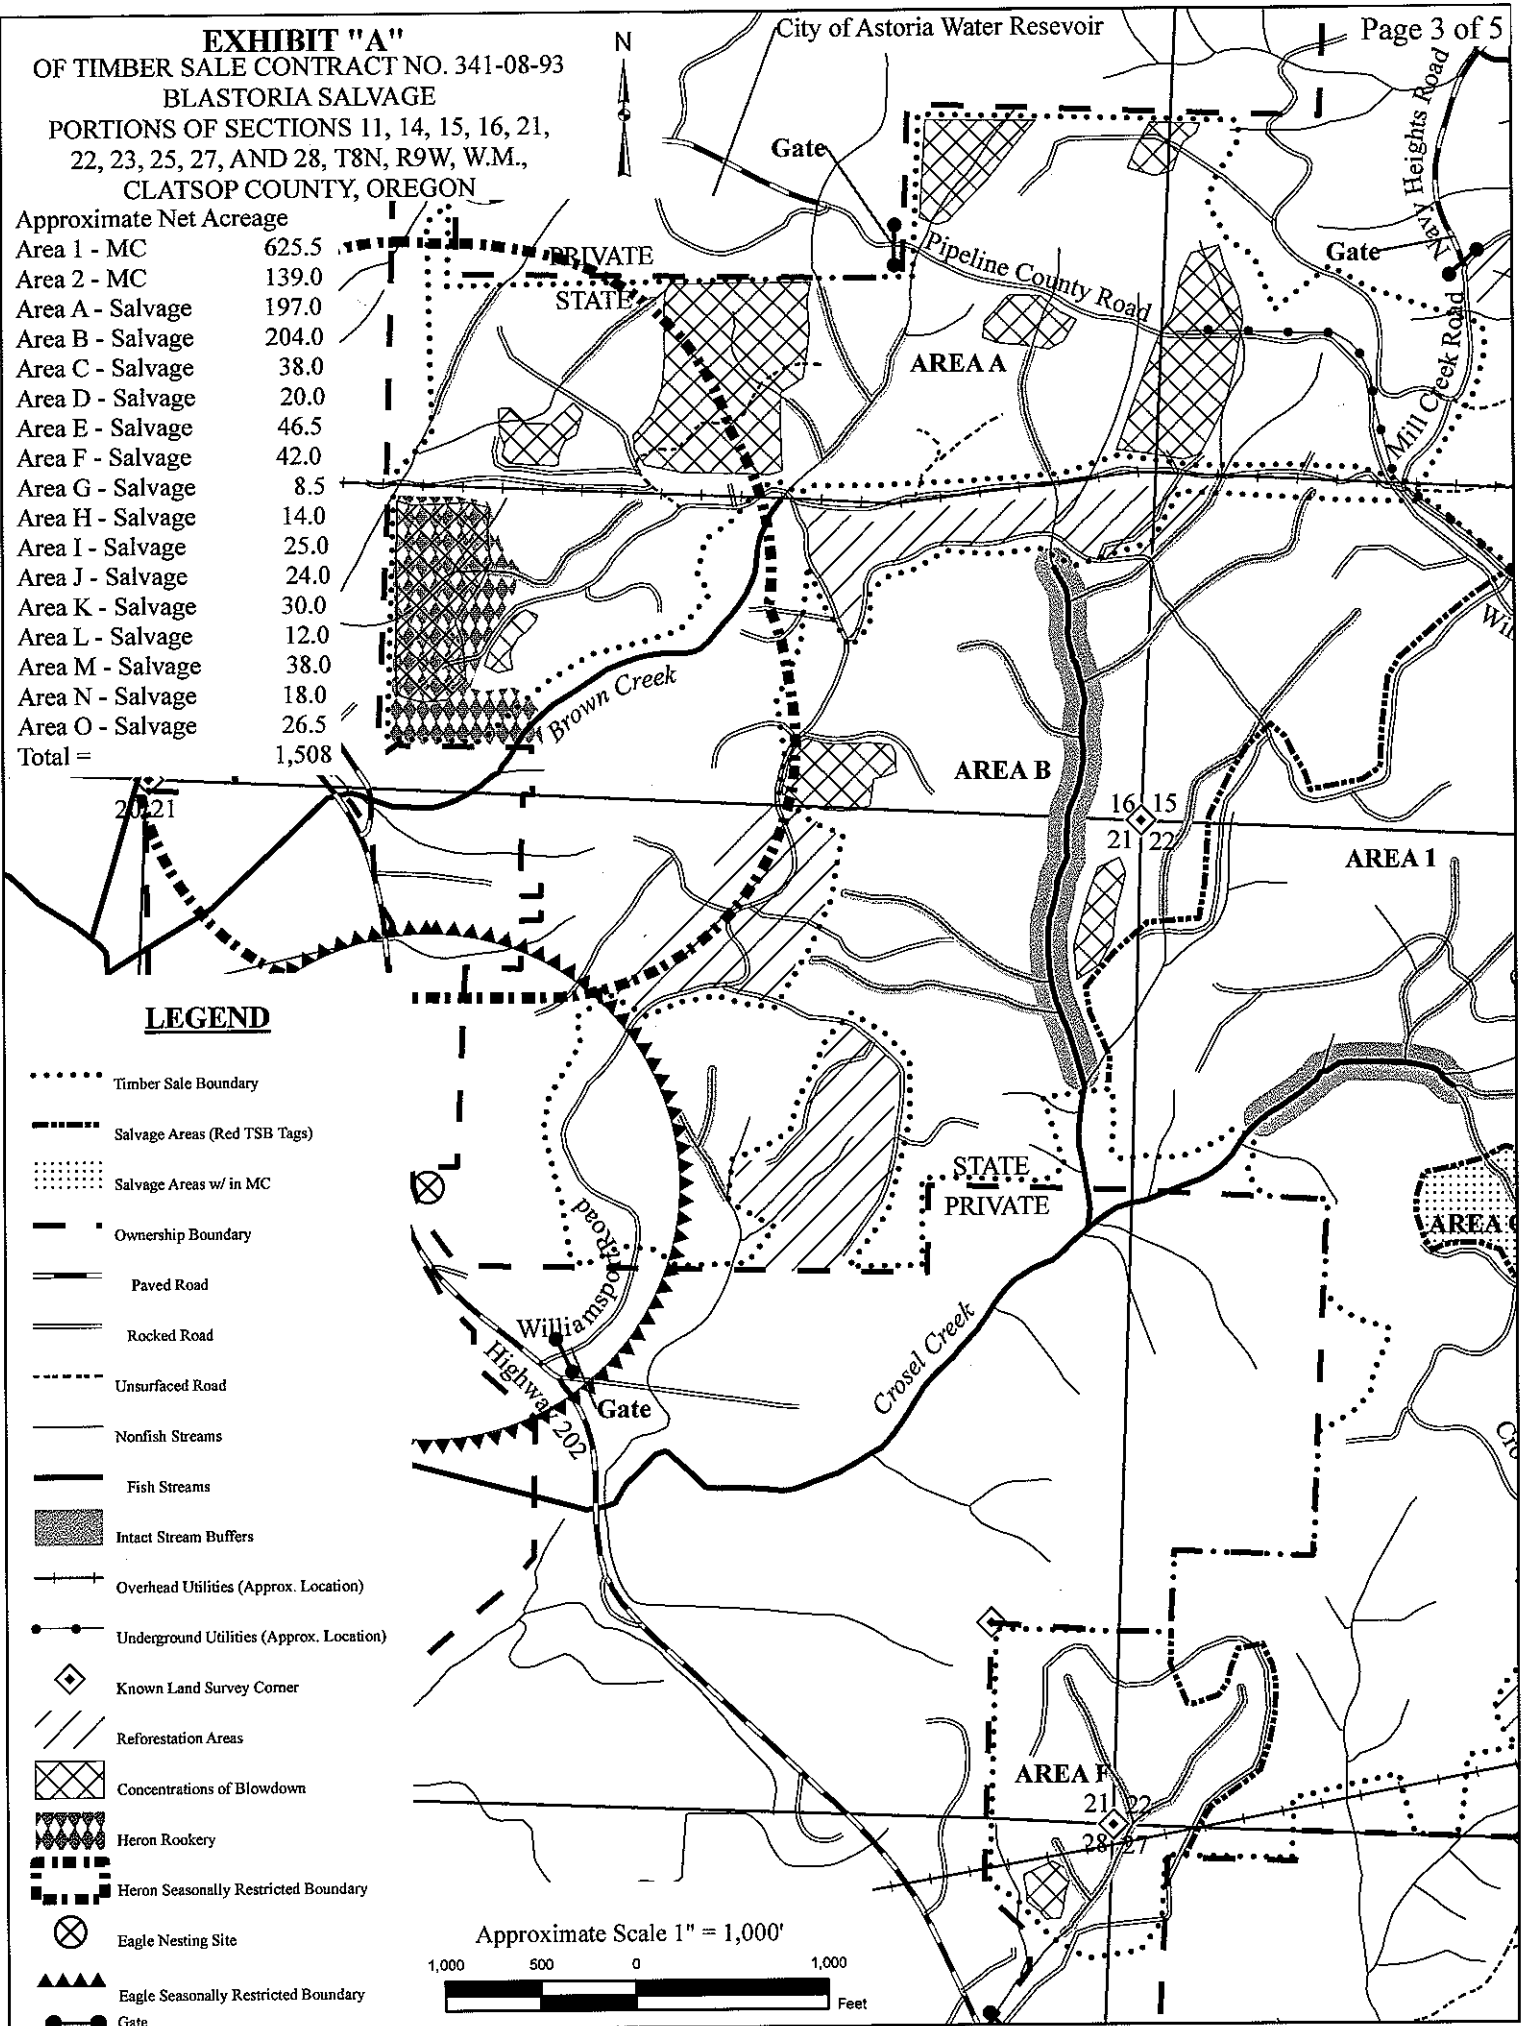 EXHIBIT "A"
OF TIMBER SALE CONTRACT NO. 341-08-93
BLASTORIA SALVAGE
PORTIONS OF SECTIONS 11, 14, 15, 16, 21,
22, 23, 25, 27, AND 28, T8N, R9W, W.M.,
CLATSOP COUNTY, OREGON
N
City of Astoria Water Resevoir
Page 3 of 5
Approximate Net Acreage
Area 1 - MC 625.5
Area 2 - MC 139.0
Area A - Salvage 197.0
Area B - Salvage 204.0
Area C - Salvage 38.0
Area D - Salvage 20.0
Area E - Salvage 46.5
Area F - Salvage 42.0
Area G - Salvage 8.5
Area H - Salvage 14.0
Area I - Salvage 25.0
Area J - Salvage 24.0
Area K - Salvage 30.0
Area L - Salvage 12.0
Area M - Salvage 38.0
Area N - Salvage 18.0
Area O - Salvage 26.5
Total = 1,508
Gate
Navy Heights Road
Gate
PRIVATE
STATE
Pipeline County Road
AREA A
Mill Creek Road
Brown Creek
AREA B
16 15
21 22
20 21
AREA 1
STATE
PRIVATE
AREA
Williamsport Road
Highway 202
Gate
Crosel Creek
AREA F
21 22
28 27
LEGEND
Timber Sale Boundary
Salvage Areas (Red TSB Tags)
Salvage Areas w/ in MC
Ownership Boundary
Paved Road
Rocked Road
Unsurfaced Road
Nonfish Streams
Fish Streams
Intact Stream Buffers
Overhead Utilities (Approx. Location)
Underground Utilities (Approx. Location)
Known Land Survey Corner
Reforestation Areas
Concentrations of Blowdown
Heron Rookery
Heron Seasonally Restricted Boundary
Eagle Nesting Site
Eagle Seasonally Restricted Boundary
Gate
Approximate Scale 1" = 1,000'
1,000 500 0 1,000
Feet